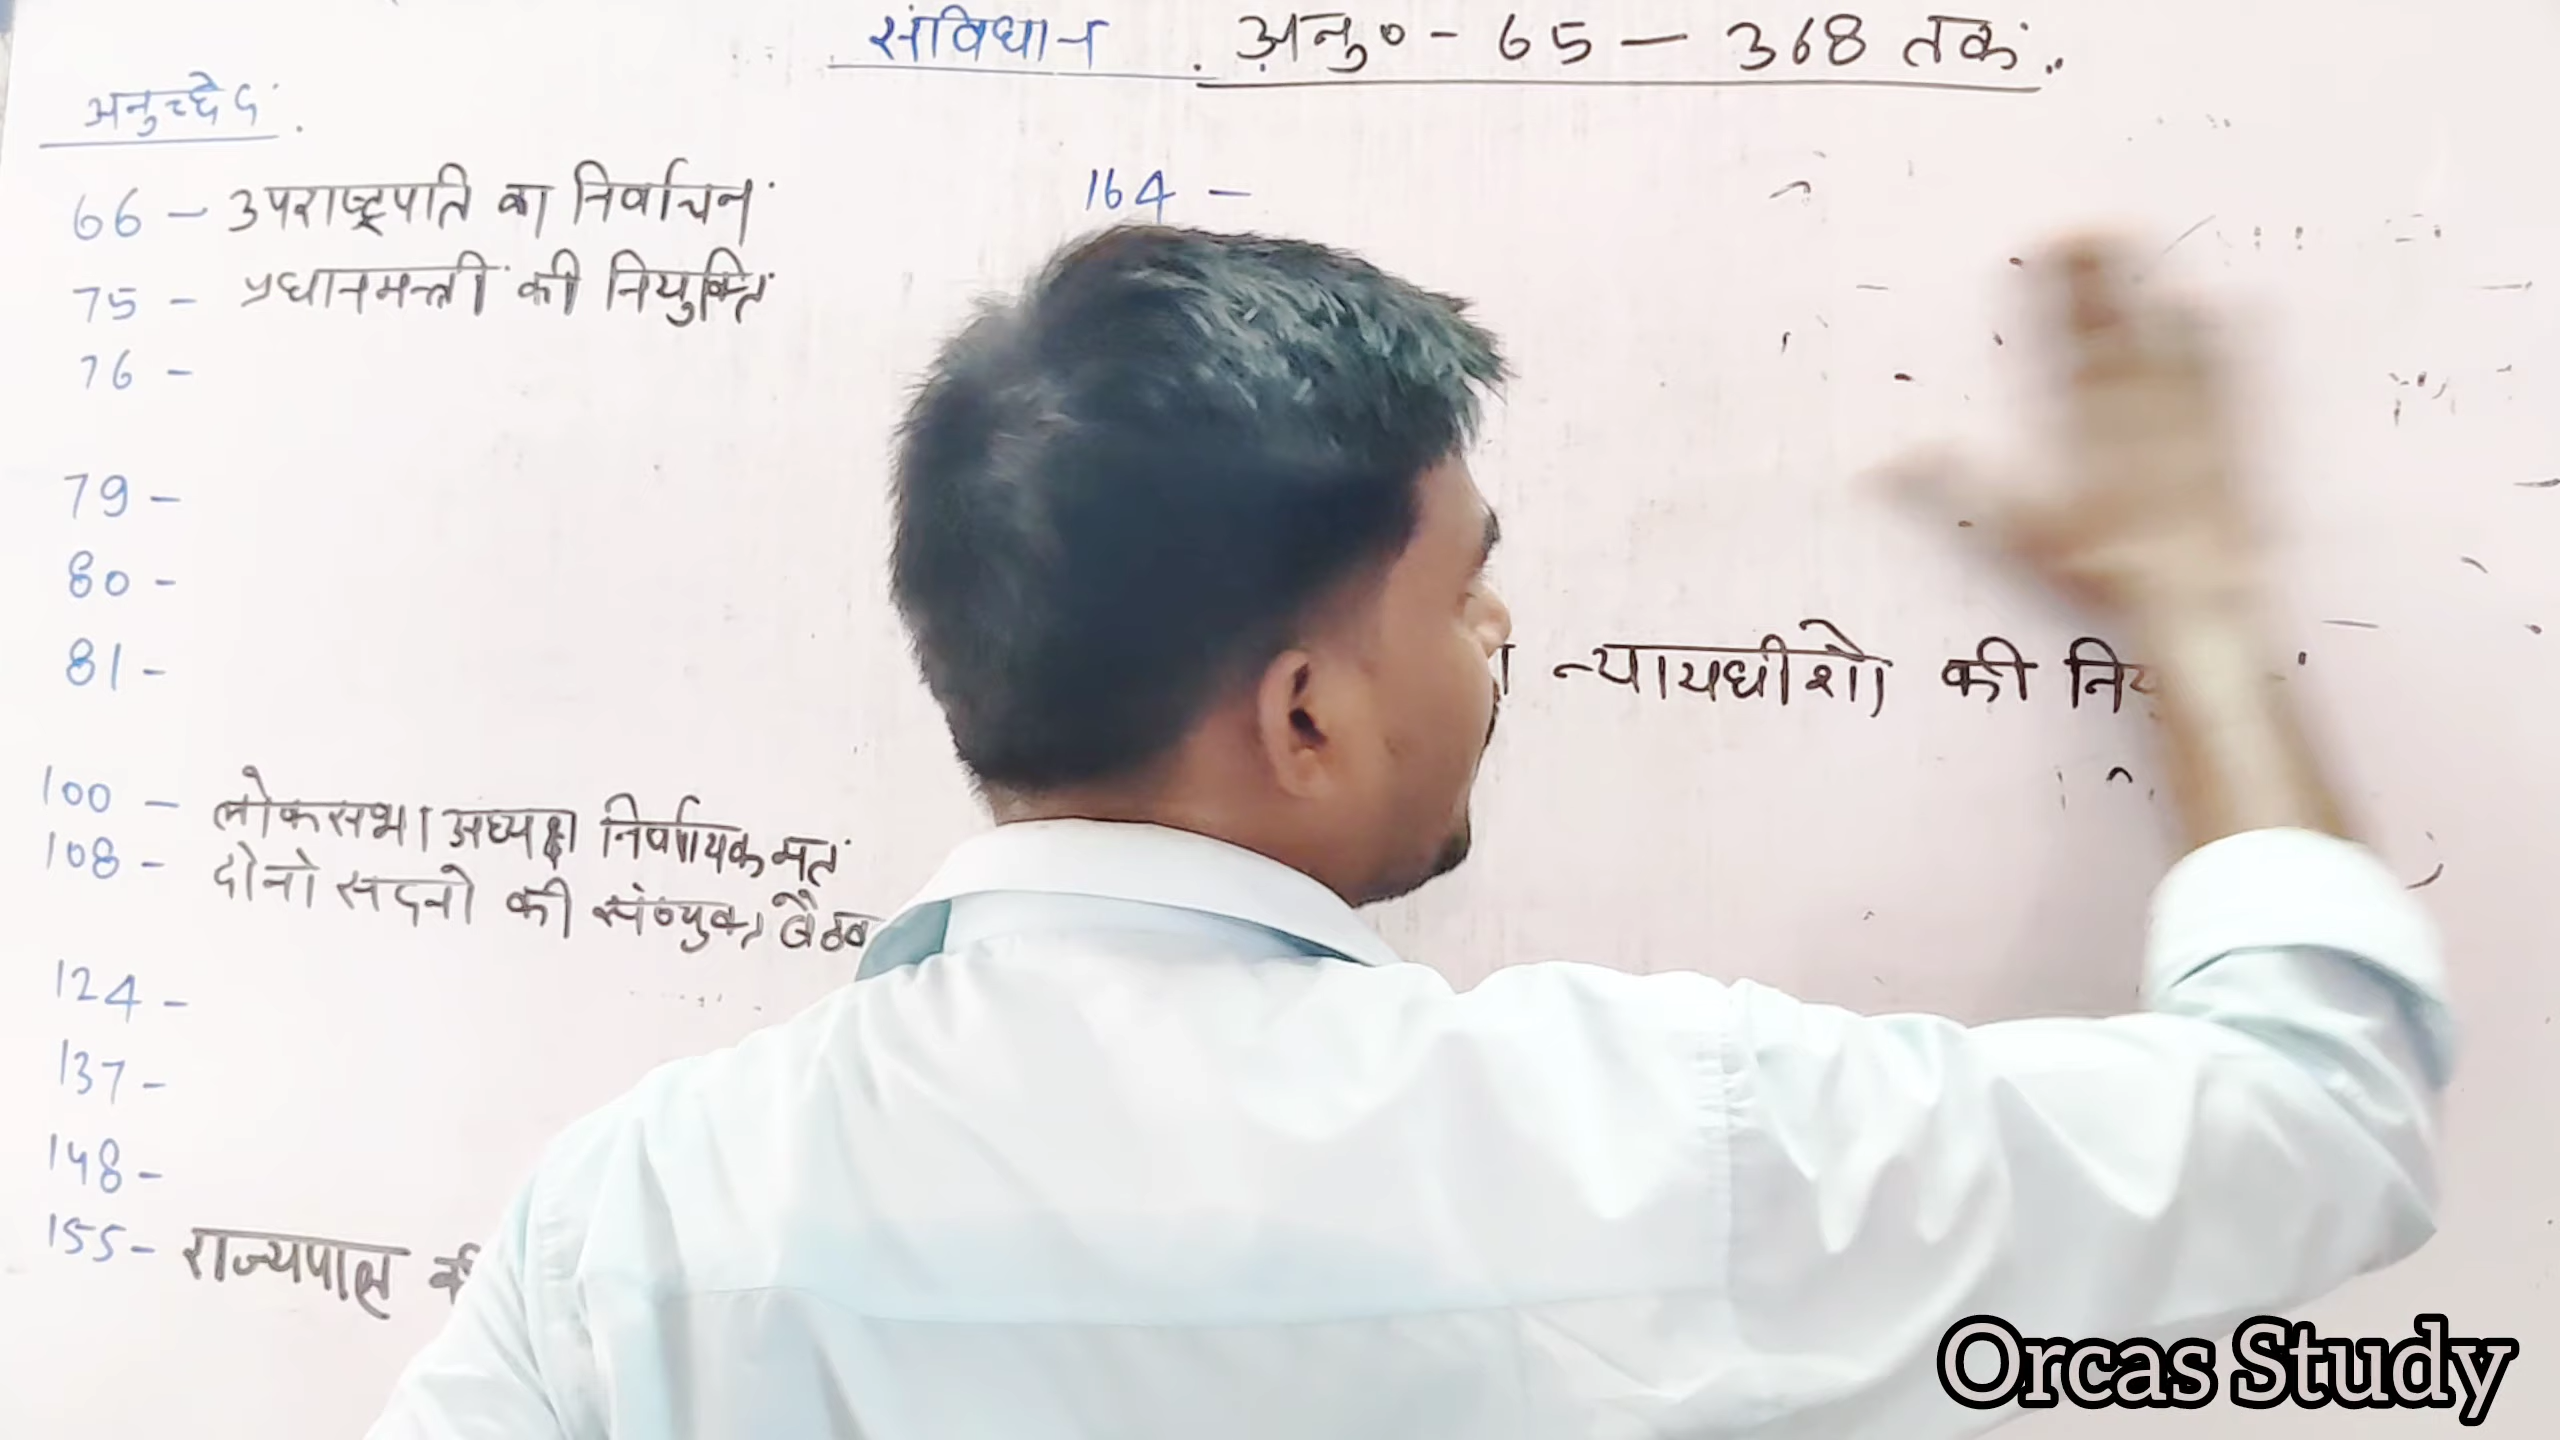 संविधान . अनु० - 65 - 368 तक.
अनुच्छेद.
66 - उपराष्ट्रपति का निर्वाचन
75 - प्रधानमन्त्री की नियुक्ति
76 -
79 -
80 -
81 -
100 - लोकसभा अध्यक्ष निर्णायक मत
108 - दोनो सदनो की संयुक्त
124 -
137 -
148 -
155 - राज्यपाल
164 -
न्यायधीशो की
Orcas Study